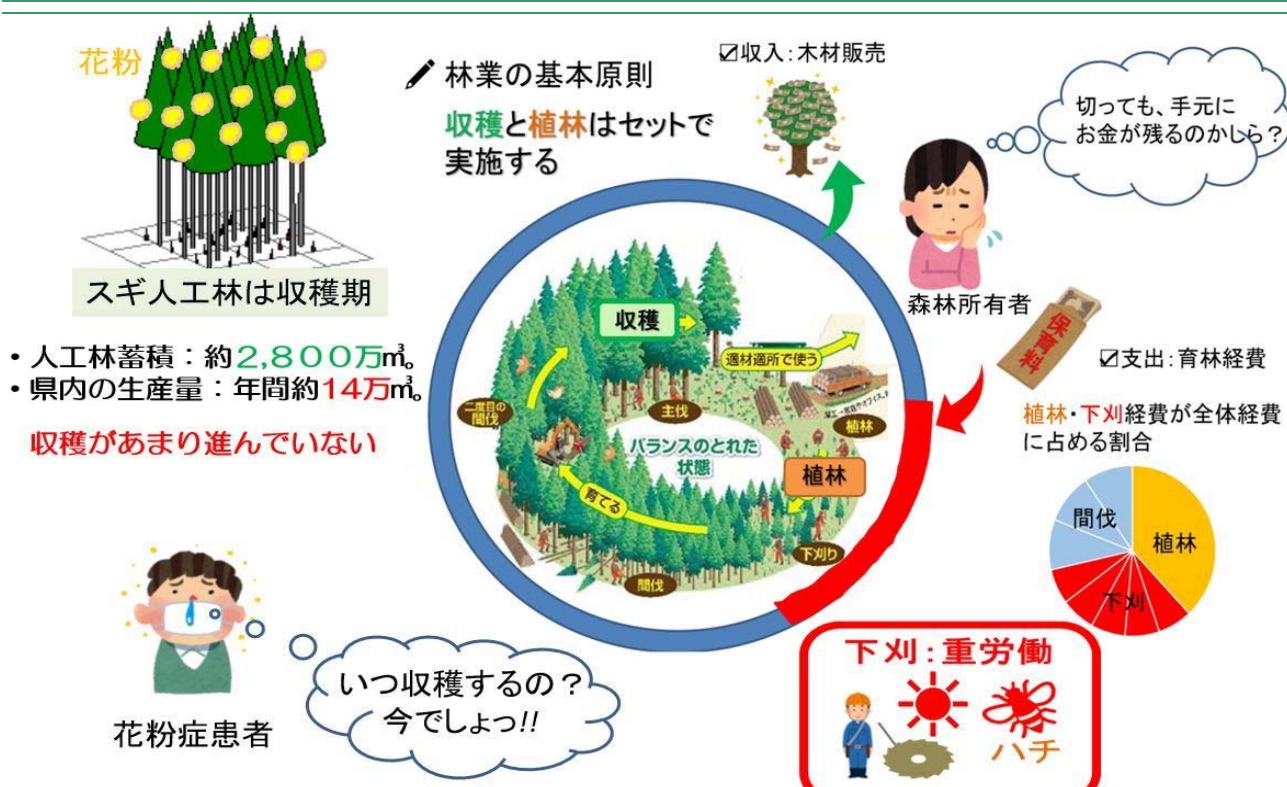 花粉
スギ人工林は収穫期
・人工林蓄積：約2,800万㎥。
・県内の生産量：年間約14万㎥。
収穫があまり進んでいない
林業の基本原則
収穫と植林はセットで
実施する
☑収入：木材販売
切っても、手元に
お金が残るのかしら？
森林所有者
保育料
☑支出：育林経費
植林・下刈経費が全体経費
に占める割合
間伐
植林
下刈
収穫
適材適所で使う
主伐
二度目の
間伐
植林
バランスのとれた
状態
植林
育てる
下刈り
間伐
花粉症患者
いつ収穫するの？
今でしょっ!!
下刈：重労働
ハチ